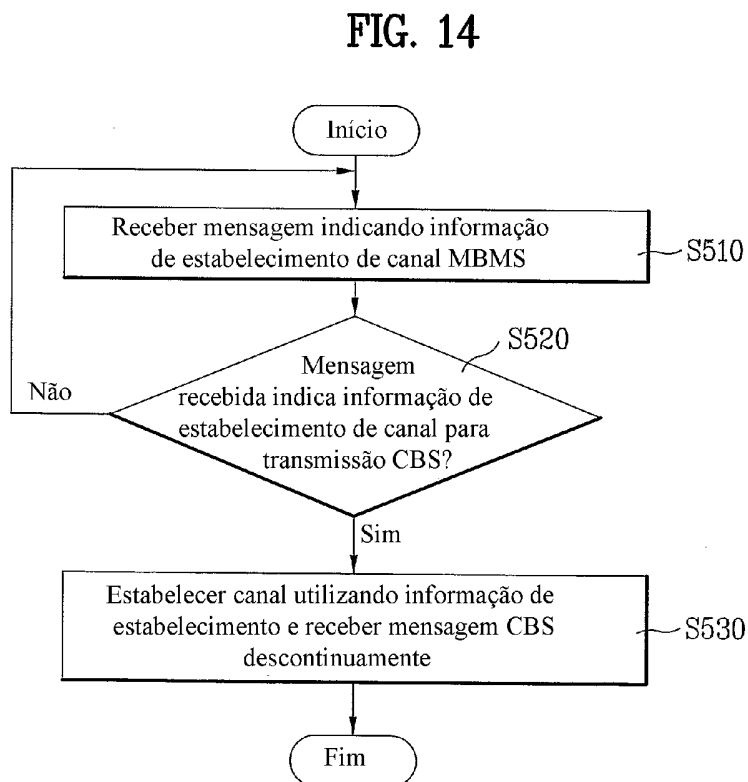 FIG. 14
Início
Receber mensagem indicando informação
de estabelecimento de canal MBMS
S510
S520
Mensagem
recebida indica informação de
estabelecimento de canal para
transmissão CBS?
Não
Sim
Estabelecer canal utilizando informação de
estabelecimento e receber mensagem CBS
descontinuamente
S530
Fim